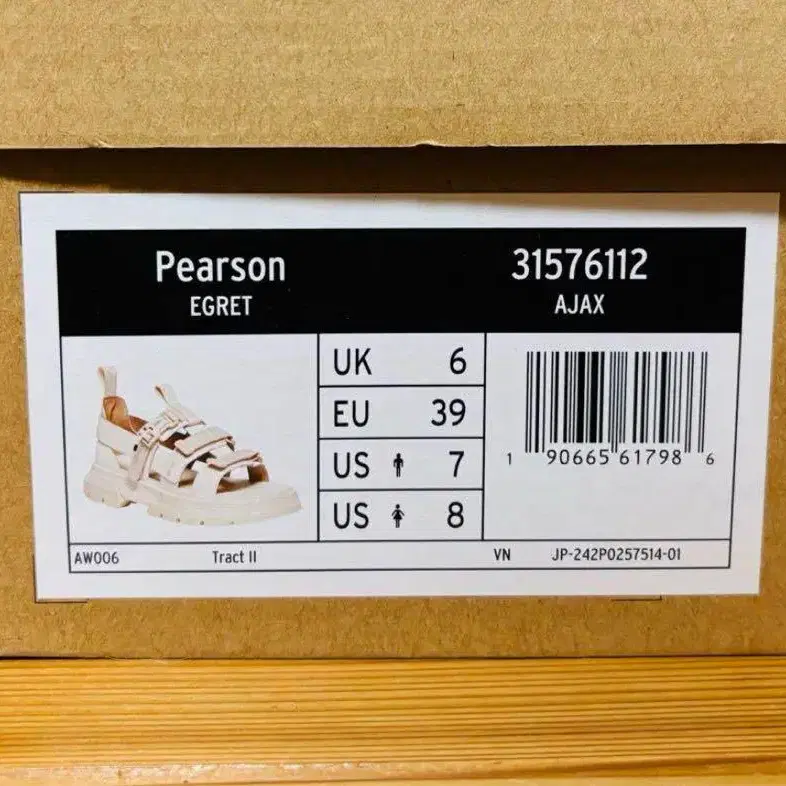 Pearson
EGRET
31576112
AJAX
UK 6
EU 39
US 7
US 8
1 90665 61798 6
AW006 Tract II VN JP-242P0257514-01